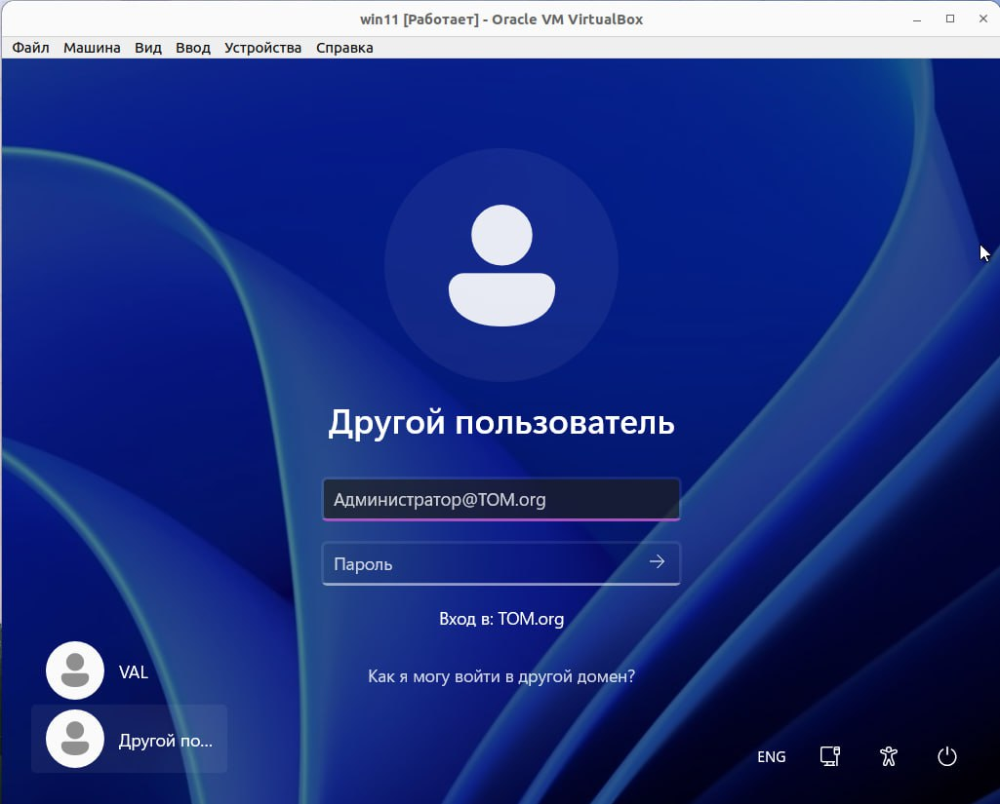 win11 [Работает] - Oracle VM VirtualBox
Файл Машина Вид Ввод Устройства Справка
Другой пользователь
Администратор@TOM.org
Пароль
Вход в: TOM.org
Как я могу войти в другой домен?
VAL
Другой по...
ENG